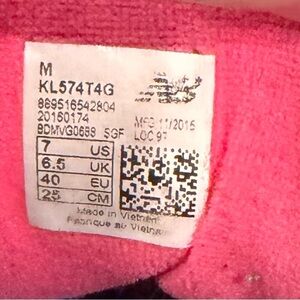 M
KL574T4G
889516542804
20150174 MFG 11/2015
BDMVG0688 SGF LOC 97
7 US
6.5 UK
40 EU
25 CM
Made in Vietnam
Fabriqué au Vietnam